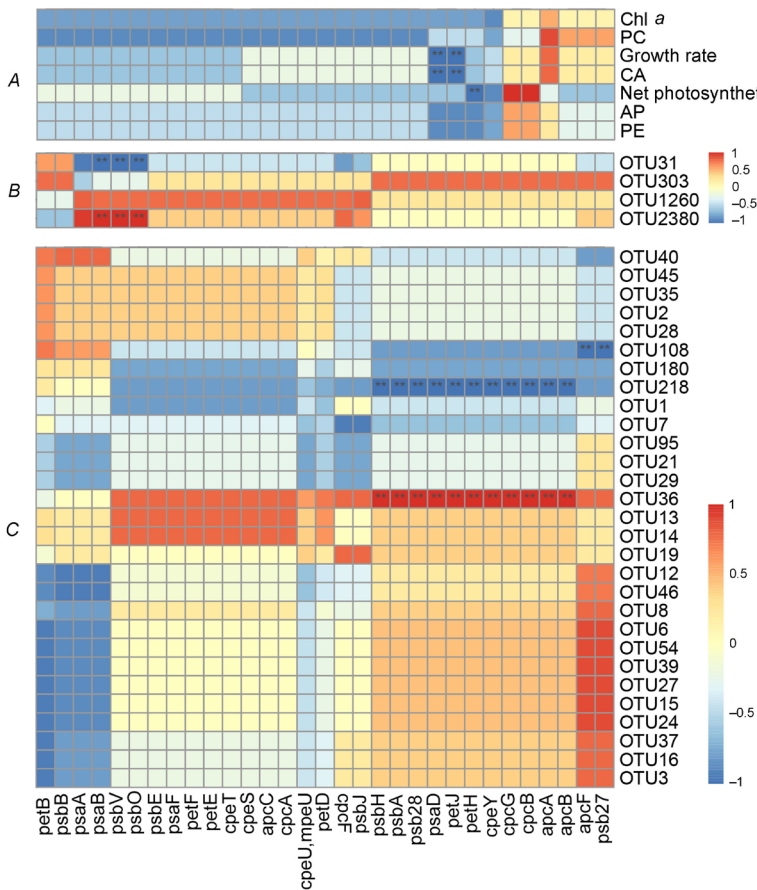 Chl a
PC
Growth rate
** **
CA
** **
A
Net photosynthet
**
AP
PE
B
OTU31
** ** **
OTU303
OTU1260
OTU2380
** ** **
1
0.5
0
−0.5
−1
C
OTU40
OTU45
OTU35
OTU2
OTU28
OTU108
** **
OTU180
OTU218
** ** ** ** ** ** ** ** ** ** **
OTU1
OTU7
OTU95
OTU21
OTU29
OTU36
** ** ** ** ** ** ** ** ** ** **
OTU13
OTU14
OTU19
OTU12
OTU46
OTU8
OTU6
OTU54
OTU39
OTU27
OTU15
OTU24
OTU37
OTU16
OTU3
1
0.5
0
−0.5
−1
petB
psbB
psaA
psaB
psbV
psbO
psbE
psaF
petF
petE
cpeT
cpeS
apcC
cpcA
cpeU,mpeU
petD
psbJ
psbH
psbA
psb28
psaD
petJ
petH
cpeY
cpcG
cpcB
apcA
apcB
apcF
psb27